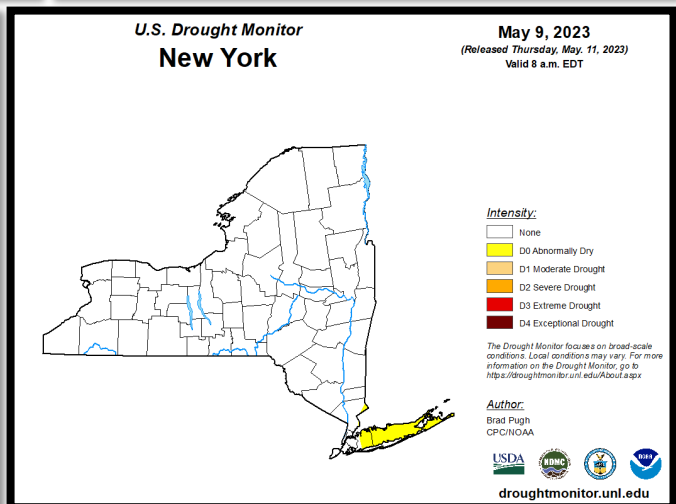 U.S. Drought Monitor
New York
May 9, 2023
(Released Thursday, May. 11, 2023)
Valid 8 a.m. EDT
Intensity:
None
D0 Abnormally Dry
D1 Moderate Drought
D2 Severe Drought
D3 Extreme Drought
D4 Exceptional Drought
The Drought Monitor focuses on broad-scale
conditions. Local conditions may vary. For more
information on the Drought Monitor, go to
https://droughtmonitor.unl.edu/About.aspx
Author:
Brad Pugh
CPC/NOAA
USDA
NDMC
NOAA
droughtmonitor.unl.edu